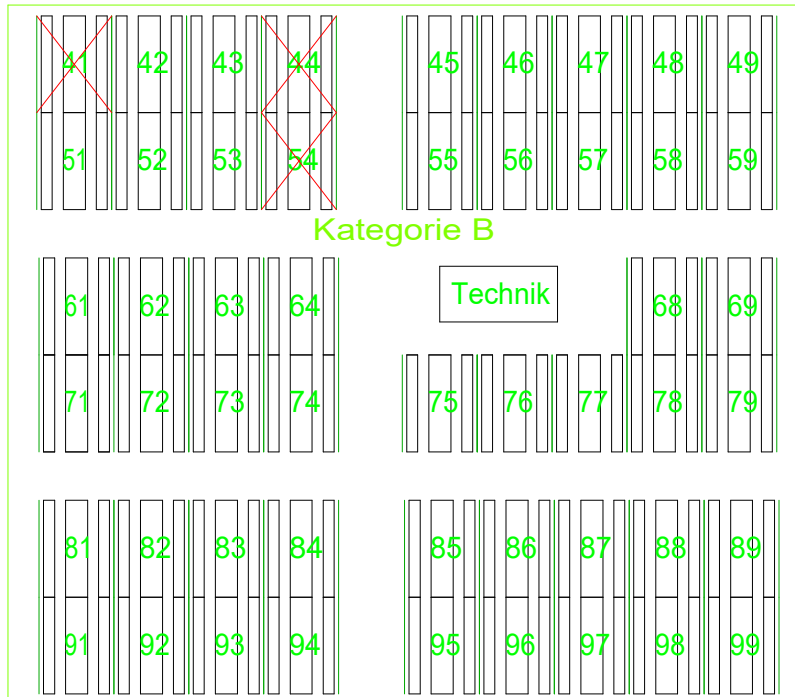 41 42 43 44 45 46 47 48 49
51 52 53 54 55 56 57 58 59
Kategorie B
61 62 63 64 Technik 68 69
71 72 73 74 75 76 77 78 79
81 82 83 84 85 86 87 88 89
91 92 93 94 95 96 97 98 99